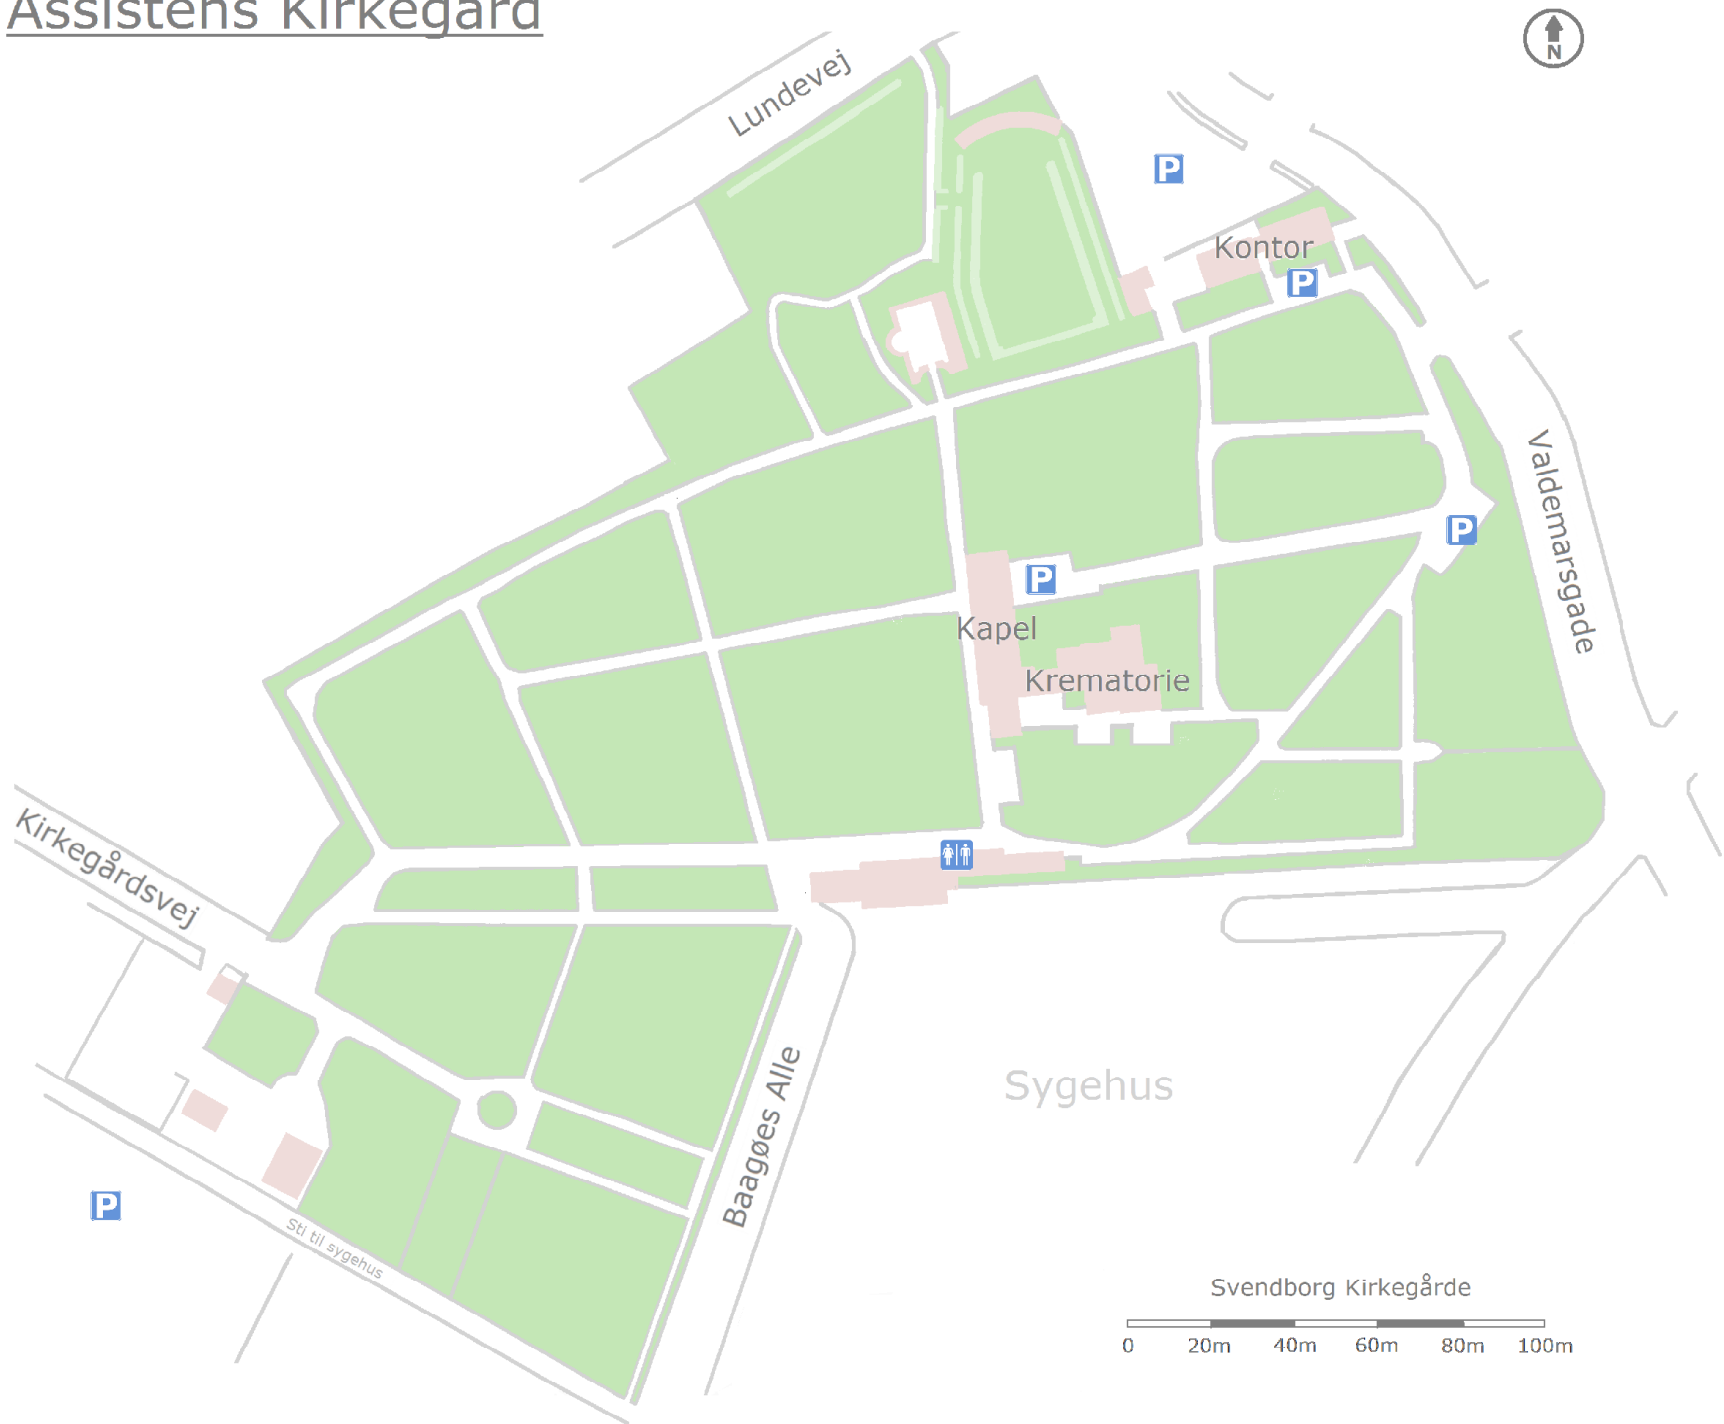 Assistens Kirkegård
N
Lundevej
P
Kontor
P
Valdemarsgade
P
P
Kapel
Krematorie
Kirkegårdsvej
Sygehus
Baagøes Alle
P
Sti til sygehus
Svendborg Kirkegårde
0 20m 40m 60m 80m 100m